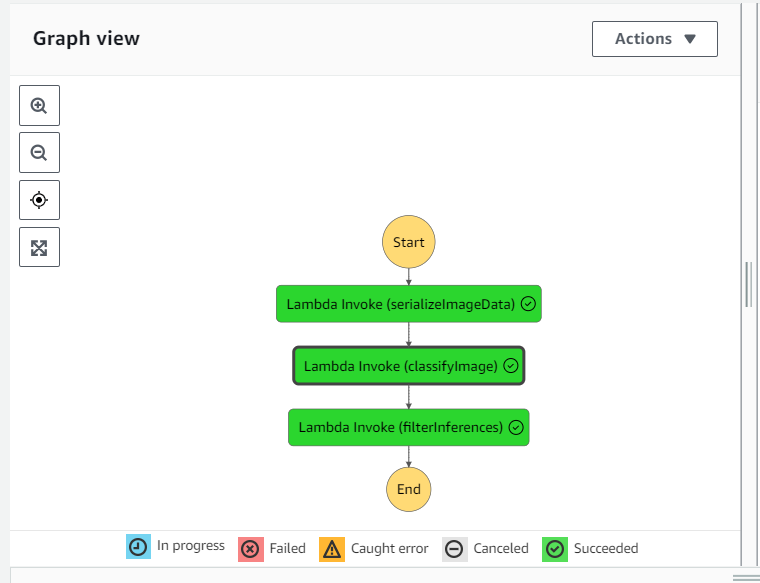 Graph view
Actions
Start
Lambda Invoke (serializeImageData)
Lambda Invoke (classifyImage)
Lambda Invoke (filterInferences)
End
In progress Failed Caught error Canceled Succeeded